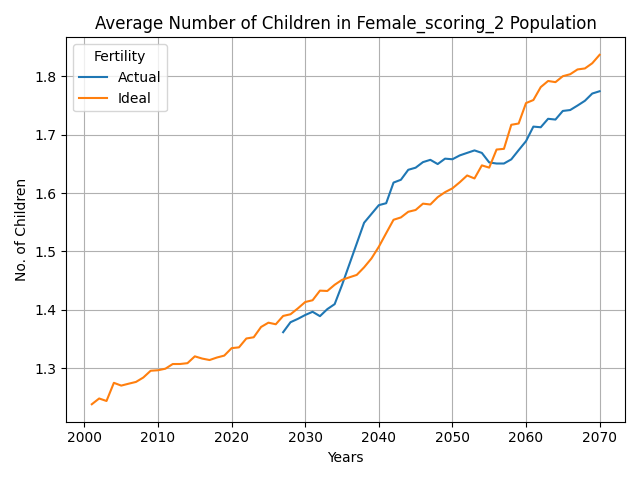 Average Number of Children in Female_scoring_2 Population
Fertility
Actual
Ideal
1.8
1.7
1.6
1.5
1.4
1.3
No. of Children
2000 2010 2020 2030 2040 2050 2060 2070
Years